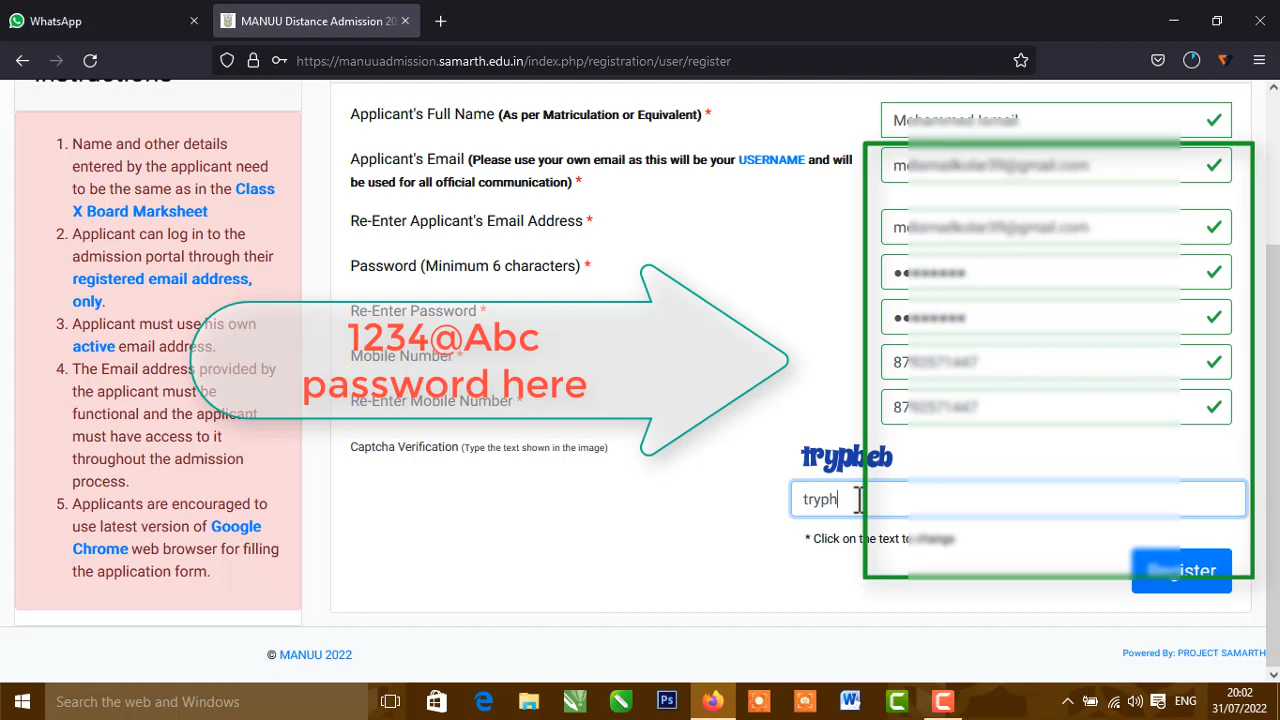 WhatsApp
MANUU Distance Admission 20
https://manuuadmission.samarth.edu.in/index.php/registration/user/register
Instructions
1. Name and other details
entered by the applicant need
to be the same as in the Class
X Board Marksheet
2. Applicant can log in to the
admission portal through their
registered email address,
only.
3. Applicant must use his own
active email address.
4. The Email address provided by
the applicant must be
functional and the applicant
must have access to it
throughout the admission
process.
5. Applicants are encouraged to
use latest version of Google
Chrome web browser for filling
the application form.
Applicant's Full Name (As per Matriculation or Equivalent) *
Applicant's Email (Please use your own email as this will be your USERNAME and will
be used for all official communication) *
Re-Enter Applicant's Email Address *
Password (Minimum 6 characters) *
Re-Enter Password *
1234@Abc
Mobile Number *
password here
Re-Enter Mobile Number *
87
87
Captcha Verification (Type the text shown in the image)
tryph
* Click on the text to change
Register
© MANUU 2022
Powered By: PROJECT SAMARTH
Search the web and Windows
ENG
20:02
31/07/2022